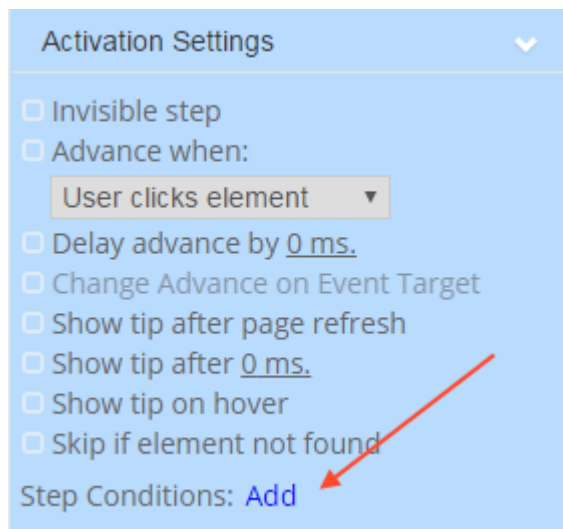 Activation Settings
Invisible step
Advance when:
User clicks element
Delay advance by 0 ms.
Change Advance on Event Target
Show tip after page refresh
Show tip after 0 ms.
Show tip on hover
Skip if element not found
Step Conditions: Add